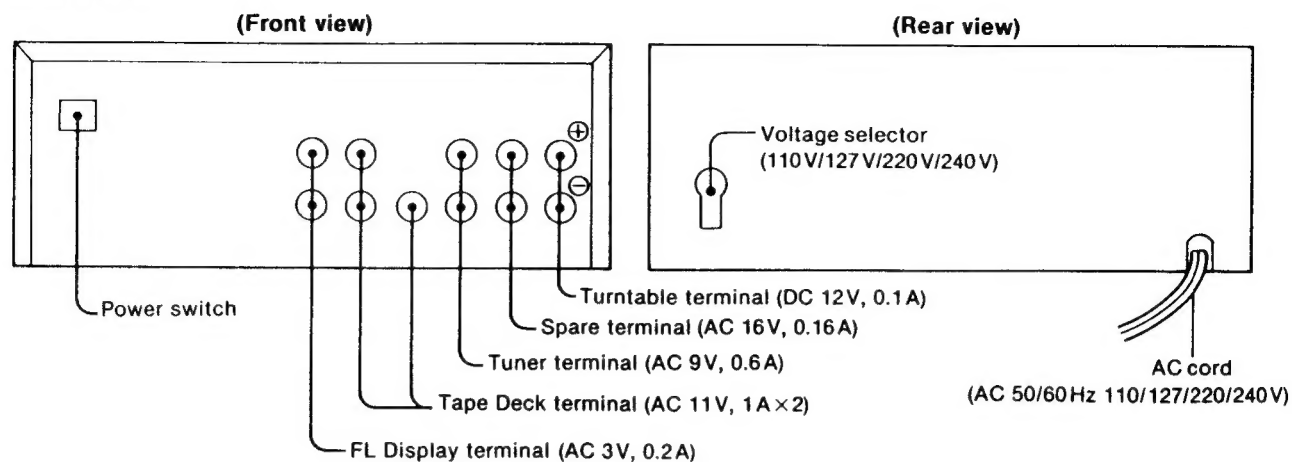 (Front view)
(Rear view)
⊕
⊖
Voltage selector
(110V/127V/220V/240V)
Power switch
Turntable terminal (DC 12V, 0.1A)
Spare terminal (AC 16V, 0.16A)
Tuner terminal (AC 9V, 0.6A)
Tape Deck terminal (AC 11V, 1A×2)
FL Display terminal (AC 3V, 0.2A)
AC cord
(AC 50/60Hz 110/127/220/240V)